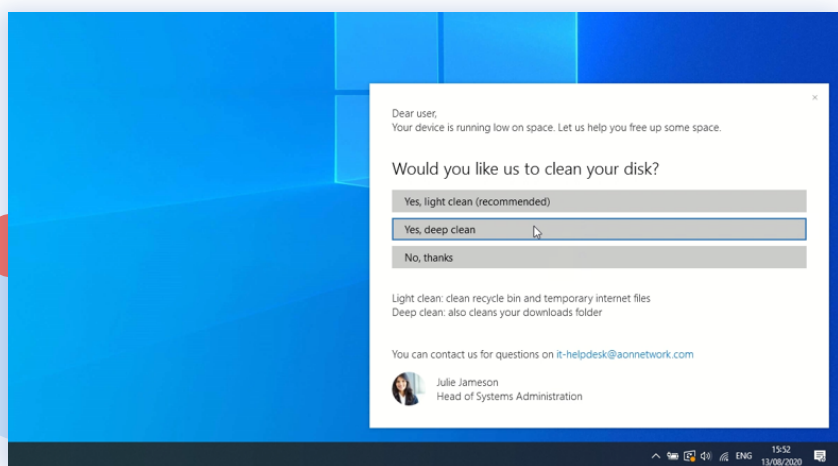 Dear user,
Your device is running low on space. Let us help you free up some space.
Would you like us to clean your disk?
Yes, light clean (recommended)
Yes, deep clean
No, thanks
Light clean: clean recycle bin and temporary internet files
Deep clean: also cleans your downloads folder
You can contact us for questions on it-helpdesk@aonnetwork.com
Julie Jameson
Head of Systems Administration
ENG
15:52
13/08/2020